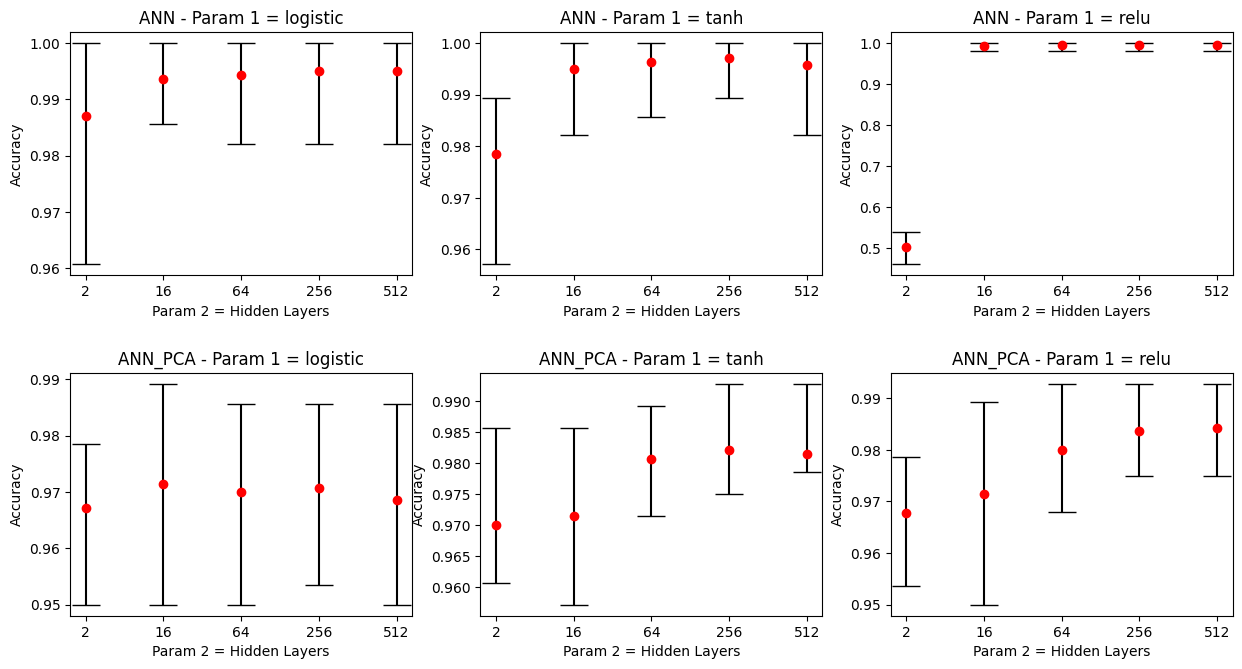 ANN - Param 1 = logistic
1.00
0.99
0.98
0.97
0.96
Accuracy
2 16 64 256 512
Param 2 = Hidden Layers
ANN - Param 1 = tanh
1.00
0.99
0.98
0.97
0.96
Accuracy
2 16 64 256 512
Param 2 = Hidden Layers
ANN - Param 1 = relu
1.0
0.9
0.8
0.7
0.6
0.5
Accuracy
2 16 64 256 512
Param 2 = Hidden Layers
ANN_PCA - Param 1 = logistic
0.99
0.98
0.97
0.96
0.95
Accuracy
2 16 64 256 512
Param 2 = Hidden Layers
ANN_PCA - Param 1 = tanh
0.990
0.985
0.980
0.975
0.970
0.965
0.960
Accuracy
2 16 64 256 512
Param 2 = Hidden Layers
ANN_PCA - Param 1 = relu
0.99
0.98
0.97
0.96
0.95
Accuracy
2 16 64 256 512
Param 2 = Hidden Layers